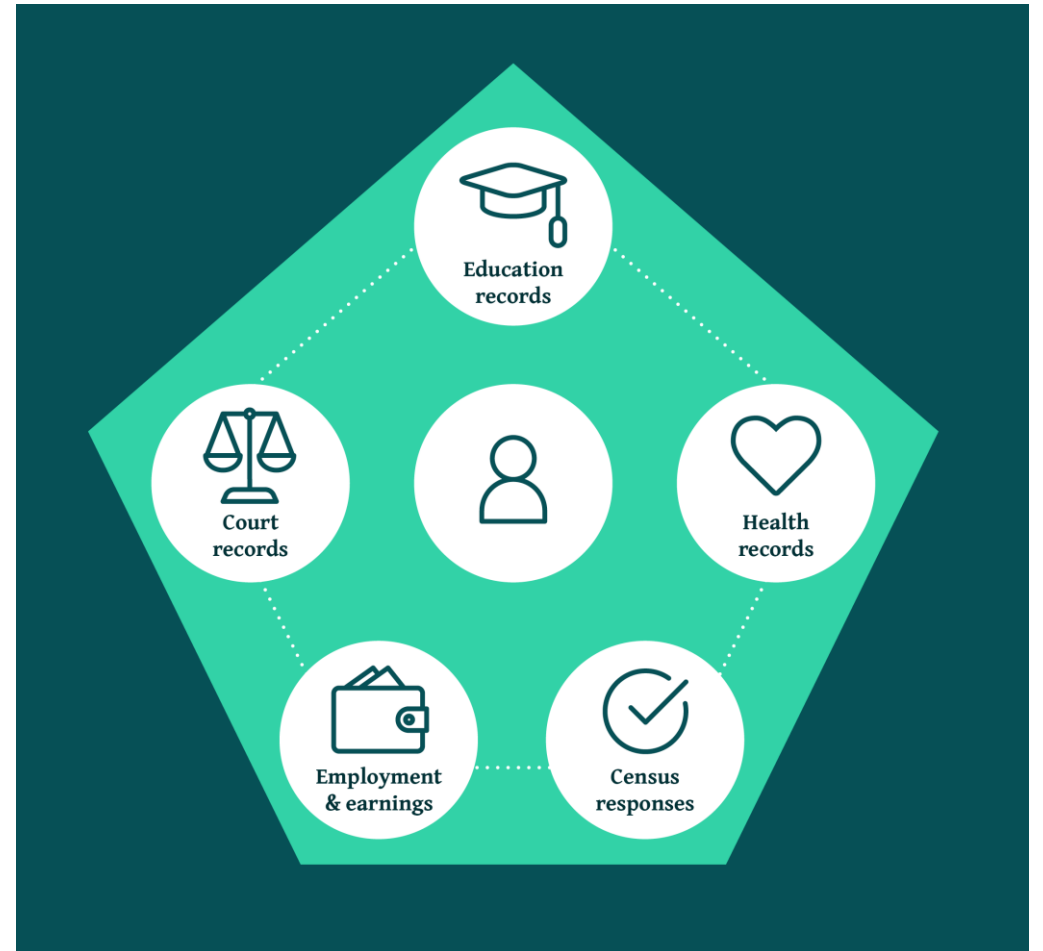 Education
records
Court
records
Health
records
Employment
& earnings
Census
responses